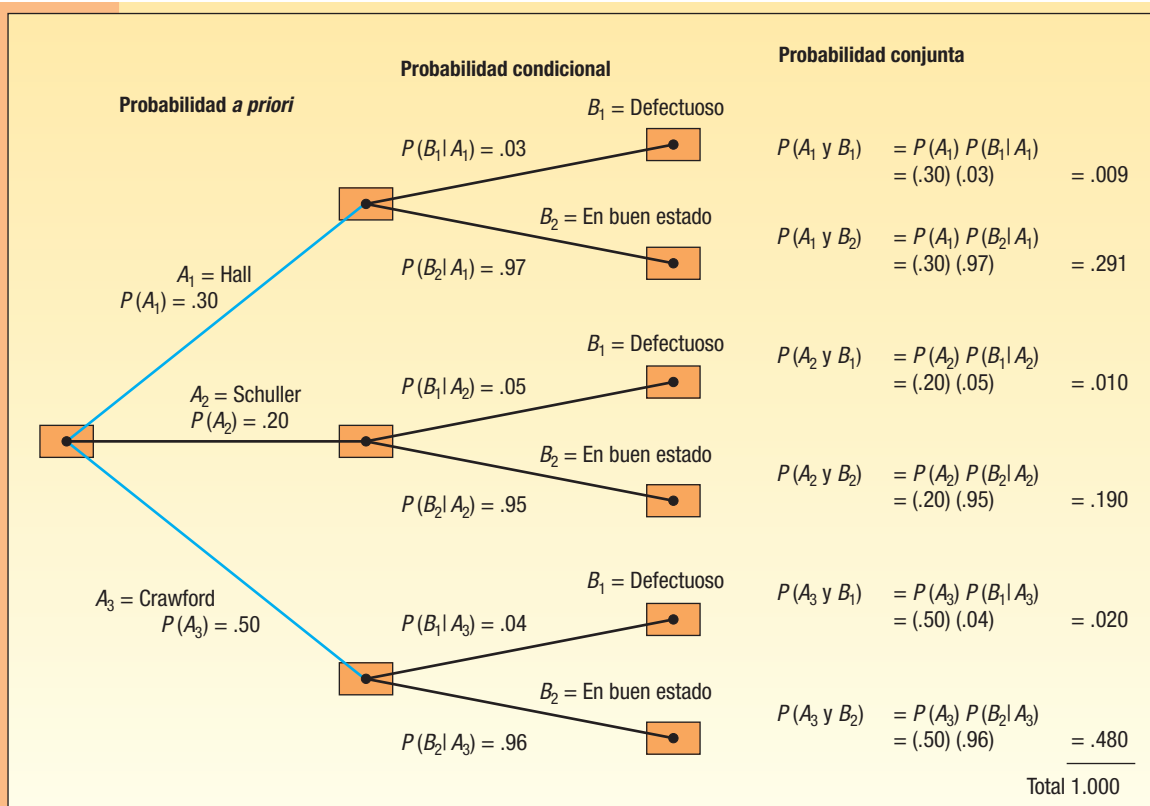 Probabilidad a priori
Probabilidad condicional
Probabilidad conjunta
A₁ = Hall
P(A₁) = .30
A₂ = Schuller
P(A₂) = .20
A₃ = Crawford
P(A₃) = .50
B₁ = Defectuoso
P(B₁| A₁) = .03
B₂ = En buen estado
P(B₂| A₁) = .97
B₁ = Defectuoso
P(B₁| A₂) = .05
B₂ = En buen estado
P(B₂| A₂) = .95
B₁ = Defectuoso
P(B₁| A₃) = .04
B₂ = En buen estado
P(B₂| A₃) = .96
P(A₁ y B₁) = P(A₁) P(B₁| A₁)
= (.30) (.03) = .009
P(A₁ y B₂) = P(A₁) P(B₂| A₁)
= (.30) (.97) = .291
P(A₂ y B₁) = P(A₂) P(B₁| A₂)
= (.20) (.05) = .010
P(A₂ y B₂) = P(A₂) P(B₂| A₂)
= (.20) (.95) = .190
P(A₃ y B₁) = P(A₃) P(B₁| A₃)
= (.50) (.04) = .020
P(A₃ y B₂) = P(A₃) P(B₂| A₃)
= (.50) (.96) = .480
Total 1.000